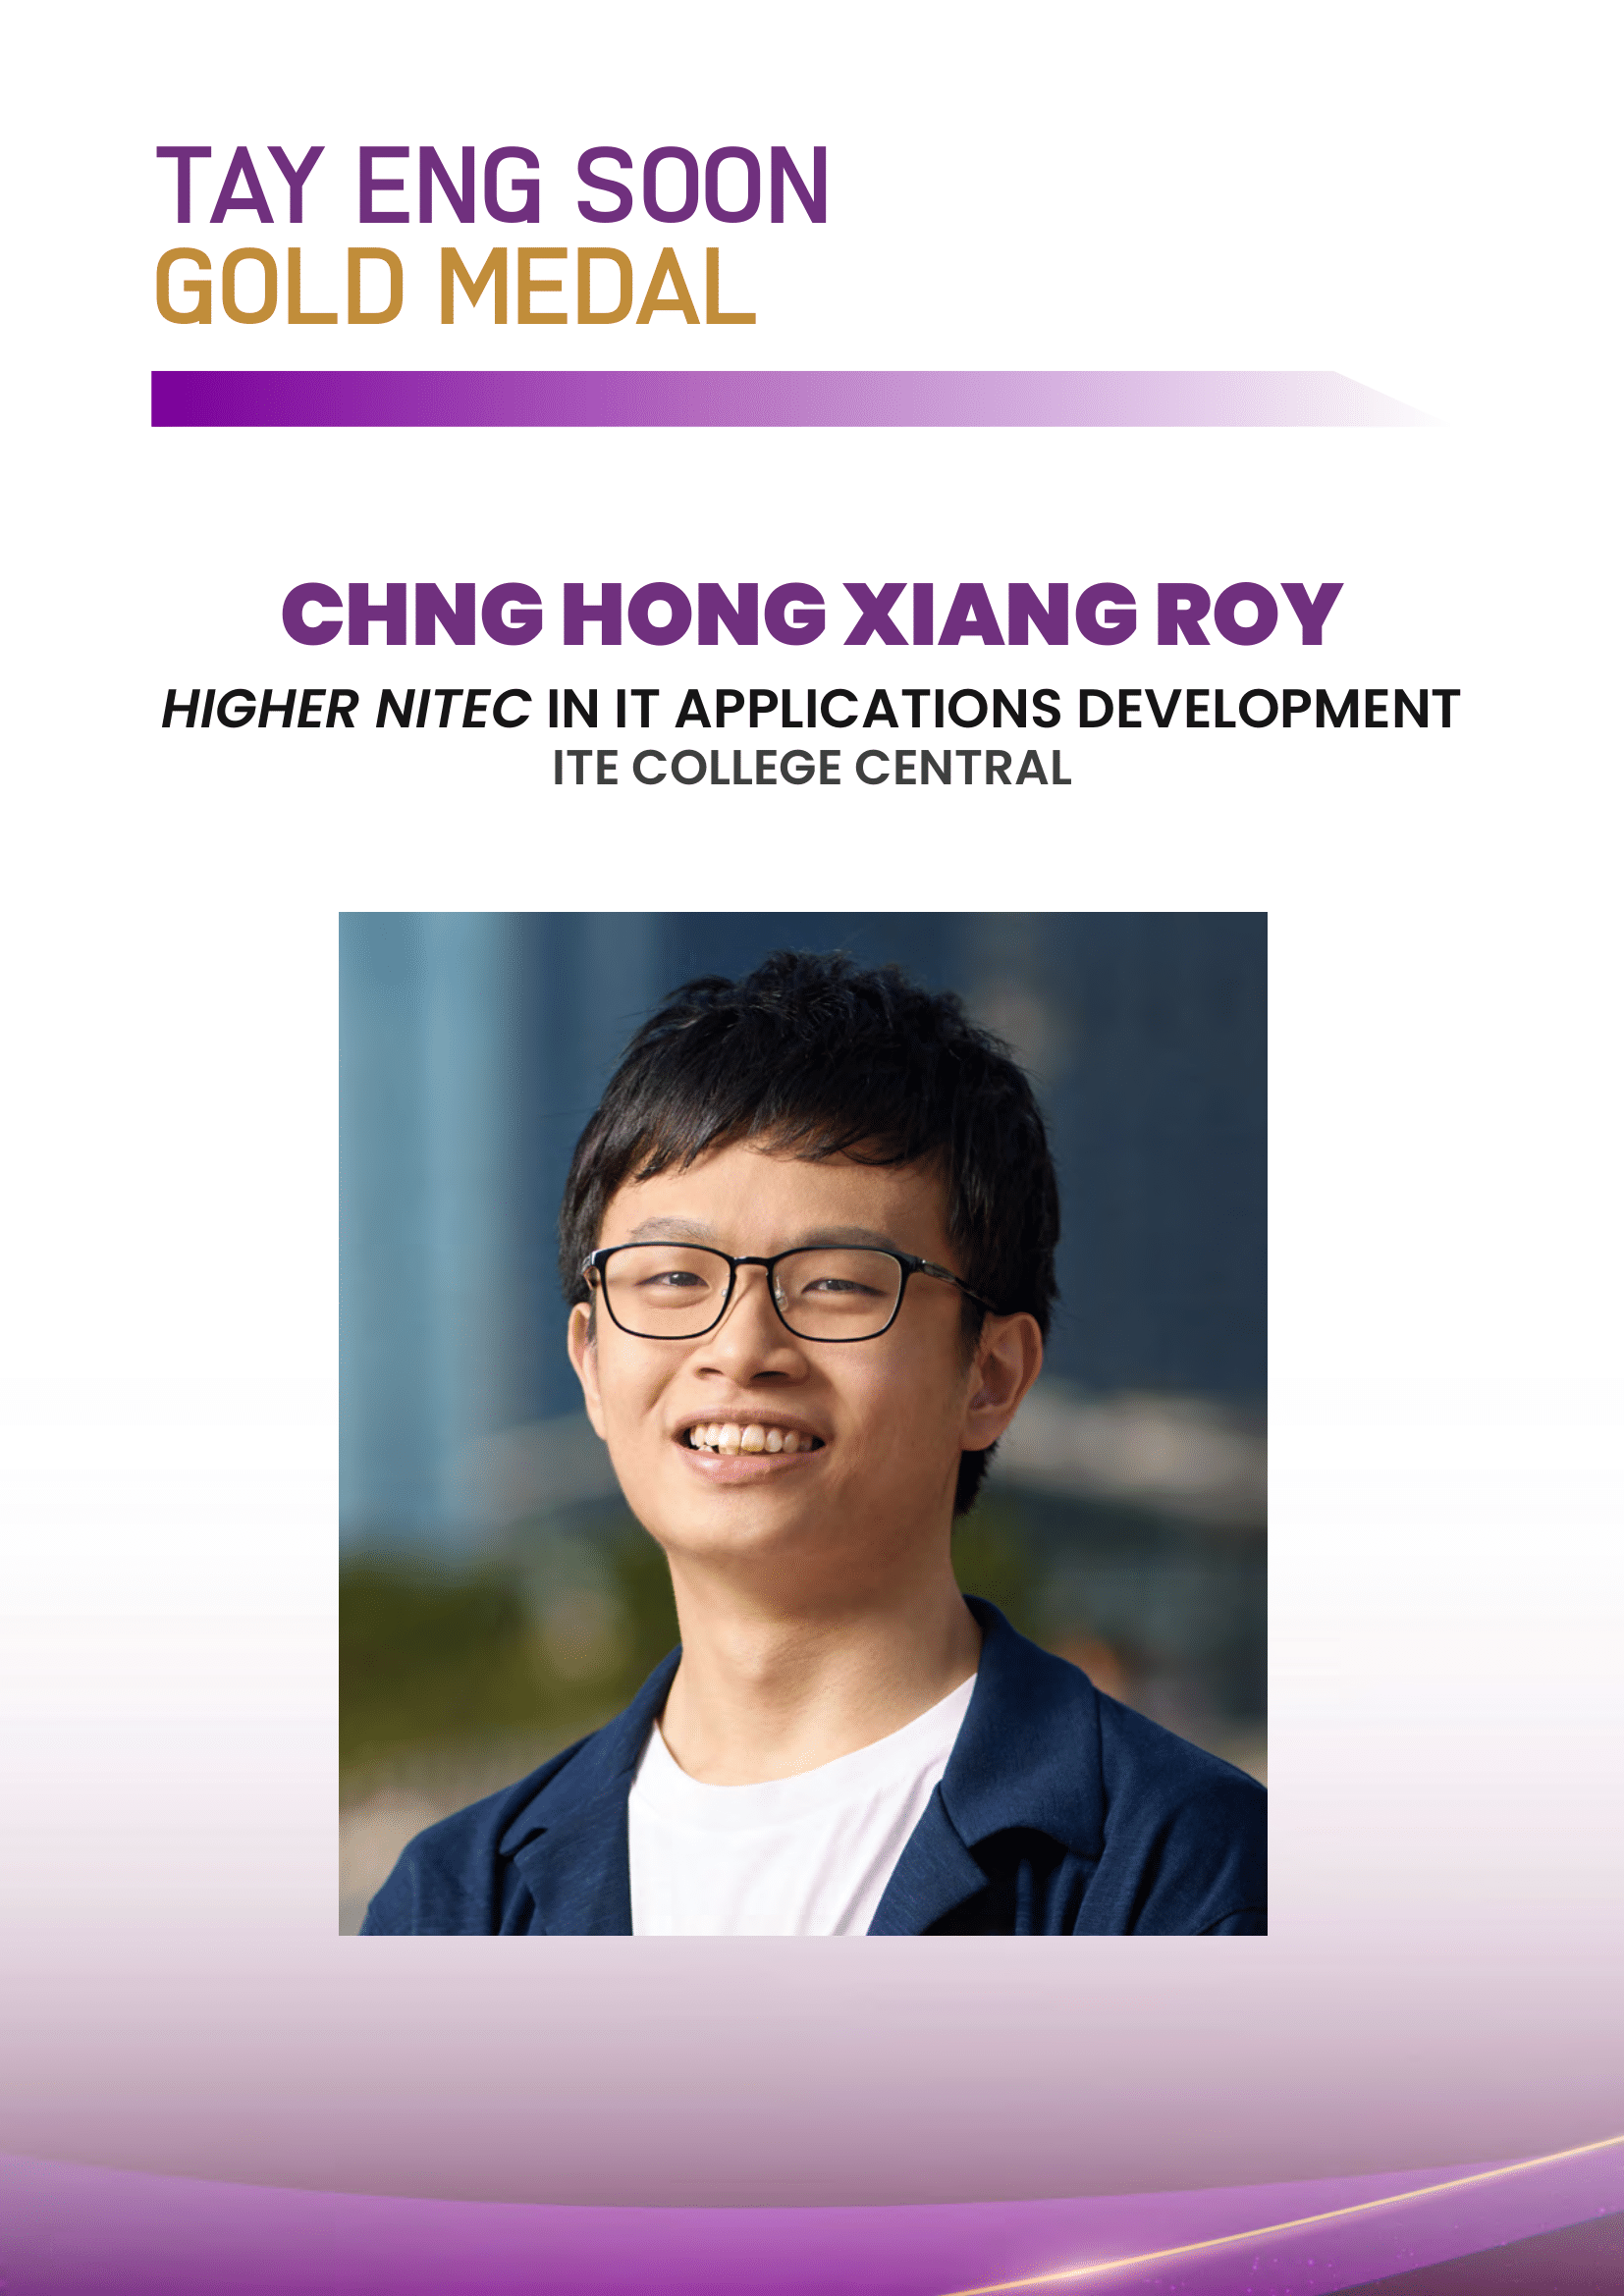 TAY ENG SOON
GOLD MEDAL
CHNG HONG XIANG ROY
HIGHER NITEC IN IT APPLICATIONS DEVELOPMENT
ITE COLLEGE CENTRAL